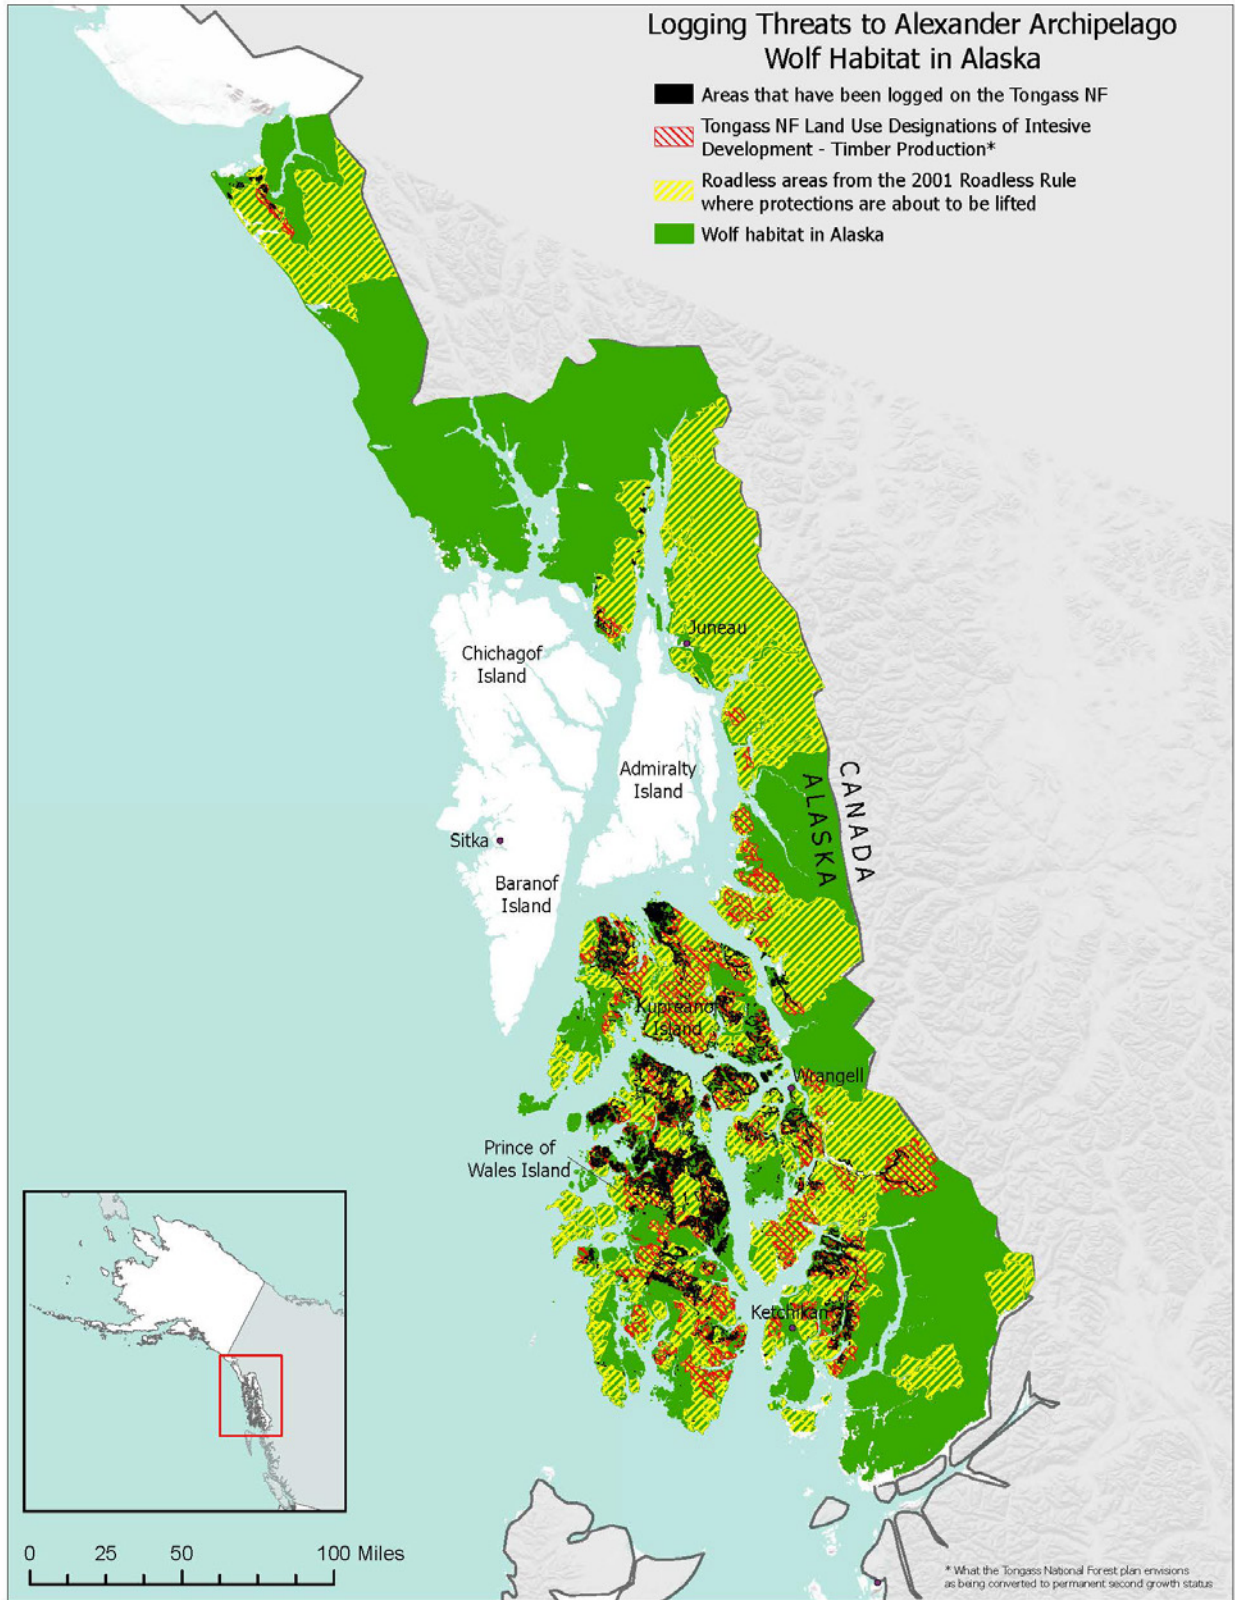 Logging Threats to Alexander Archipelago
Wolf Habitat in Alaska
Areas that have been logged on the Tongass NF
Tongass NF Land Use Designations of Intesive
Development - Timber Production*
Roadless areas from the 2001 Roadless Rule
where protections are about to be lifted
Wolf habitat in Alaska
Juneau
Chichagof
Island
Admiralty
Island
CANADA
ALASKA
Sitka
Baranof
Island
Kupreanof
Island
Wrangell
Prince of
Wales Island
Ketchikan
0 25 50 100 Miles
* What the Tongass National Forest plan envisions
as being converted to permanent second growth status